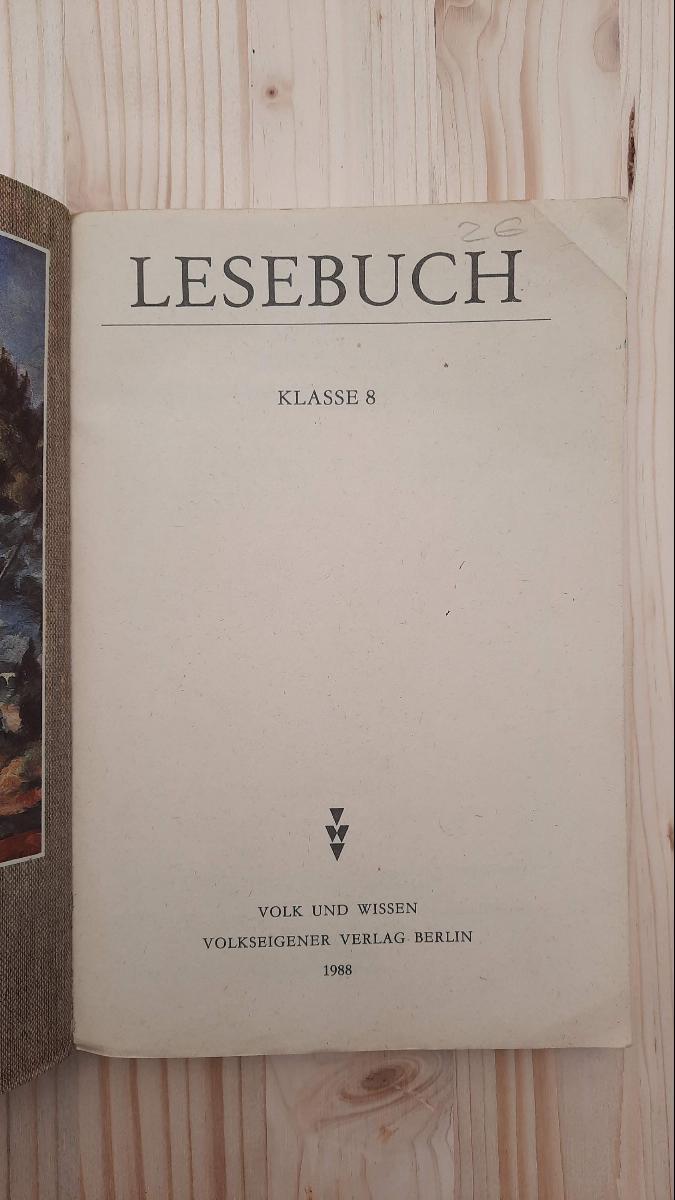 26
LESEBUCH
KLASSE 8
VOLK UND WISSEN
VOLKSEIGENER VERLAG BERLIN
1988